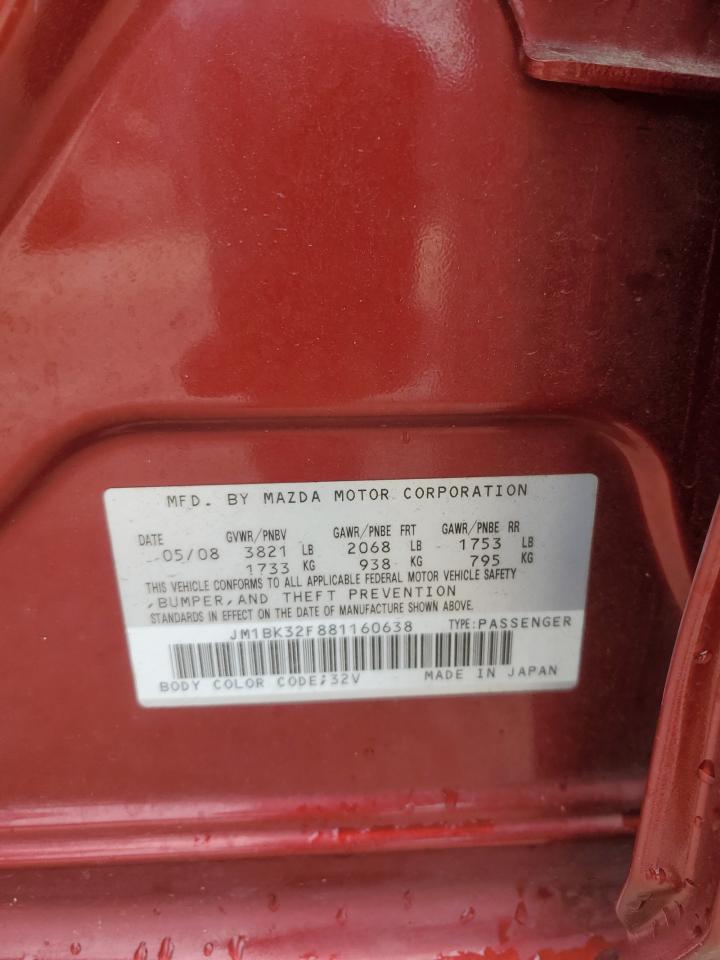 MFD. BY MAZDA MOTOR CORPORATION
DATE GVWR/PNBV GAWR/PNBE FRT GAWR/PNBE RR
05/08 3821 LB 2068 LB 1753 LB
1733 KG 938 KG 795 KG
THIS VEHICLE CONFORMS TO ALL APPLICABLE FEDERAL MOTOR VEHICLE SAFETY
,BUMPER,AND THEFT PREVENTION
STANDARDS IN EFFECT ON THE DATE OF MANUFACTURE SHOWN ABOVE.
JM1BK32F881160638 TYPE:PASSENGER
BODY COLOR CODE;32V MADE IN JAPAN